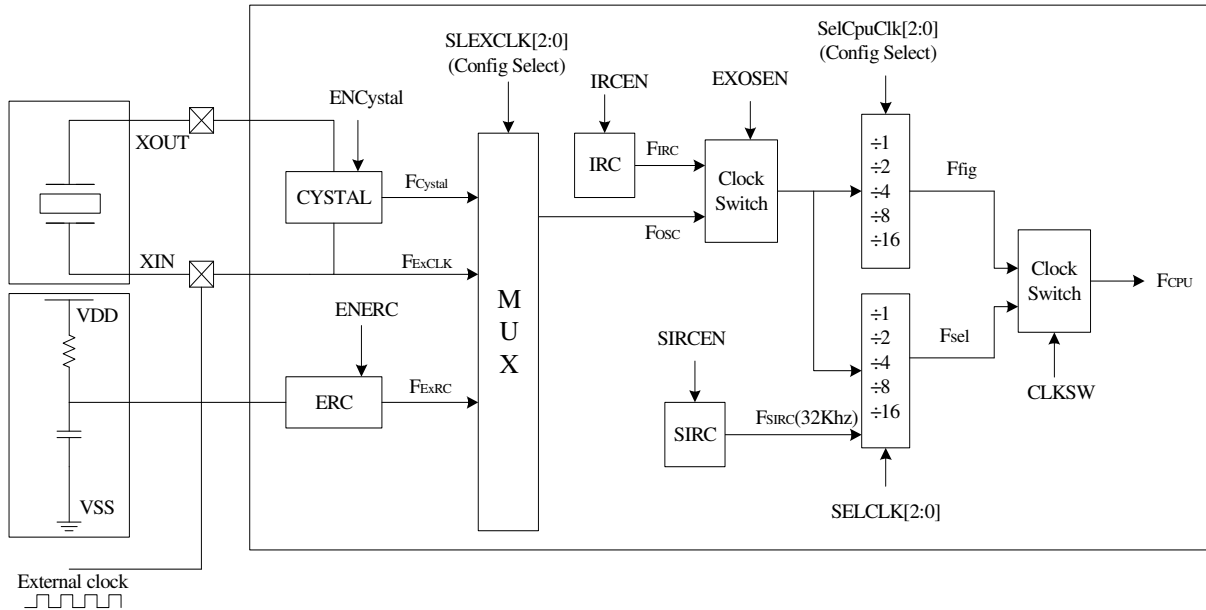 SLEXCLK[2:0]
(Config Select)
SelCpuClk[2:0]
(Config Select)
ENCystal
IRCEN
EXOSEN
XOUT
CYSTAL
FCystal
IRC
FIRC
Clock
Switch
÷1
÷2
÷4
÷8
÷16
Ffig
XIN
FExCLK
FOSC
MUX
Clock
Switch
FCPU
VDD
ENERC
SIRCEN
÷1
÷2
÷4
÷8
÷16
Fsel
CLKSW
ERC
FExRC
SIRC
FSIRC(32Khz)
VSS
SELCLK[2:0]
External clock